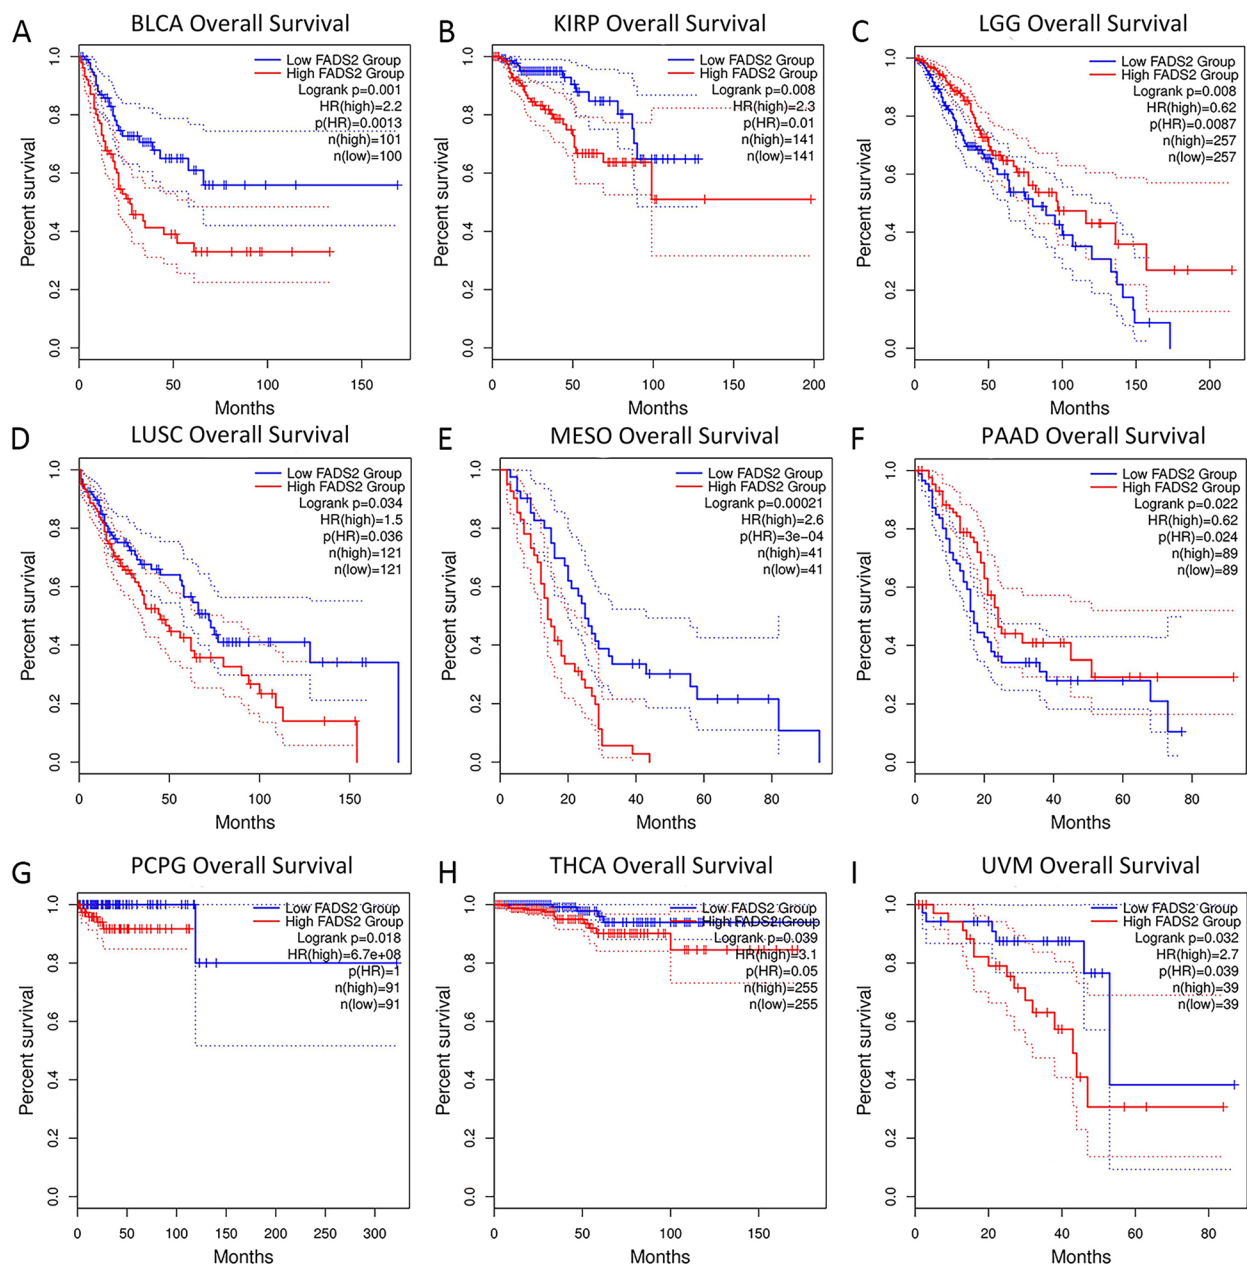 A BLCA Overall Survival
Low FADS2 Group
High FADS2 Group
Logrank p=0.001
HR(high)=2.2
p(HR)=0.0013
n(high)=101
n(low)=100
Percent survival
1.0
0.8
0.6
0.4
0.2
0.0
0 50 100 150
Months
B KIRP Overall Survival
Low FADS2 Group
High FADS2 Group
Logrank p=0.008
HR(high)=2.3
p(HR)=0.01
n(high)=141
n(low)=141
Percent survival
1.0
0.8
0.6
0.4
0.2
0.0
0 50 100 150 200
Months
C LGG Overall Survival
Low FADS2 Group
High FADS2 Group
Logrank p=0.008
HR(high)=0.62
p(HR)=0.0087
n(high)=257
n(low)=257
Percent survival
1.0
0.8
0.6
0.4
0.2
0.0
0 50 100 150 200
Months
D LUSC Overall Survival
Low FADS2 Group
High FADS2 Group
Logrank p=0.034
HR(high)=1.5
p(HR)=0.036
n(high)=121
n(low)=121
Percent survival
1.0
0.8
0.6
0.4
0.2
0.0
0 50 100 150
Months
E MESO Overall Survival
Low FADS2 Group
High FADS2 Group
Logrank p=0.00021
HR(high)=2.6
p(HR)=3e-04
n(high)=41
n(low)=41
Percent survival
1.0
0.8
0.6
0.4
0.2
0.0
0 20 40 60 80
Months
F PAAD Overall Survival
Low FADS2 Group
High FADS2 Group
Logrank p=0.022
HR(high)=0.62
p(HR)=0.024
n(high)=89
n(low)=89
Percent survival
1.0
0.8
0.6
0.4
0.2
0.0
0 20 40 60 80
Months
G PCPG Overall Survival
Low FADS2 Group
High FADS2 Group
Logrank p=0.018
HR(high)=6.7e+08
p(HR)=1
n(high)=91
n(low)=91
Percent survival
1.0
0.8
0.6
0.4
0.2
0.0
0 50 100 150 200 250 300
Months
H THCA Overall Survival
Low FADS2 Group
High FADS2 Group
Logrank p=0.039
HR(high)=3.1
p(HR)=0.05
n(high)=255
n(low)=255
Percent survival
1.0
0.8
0.6
0.4
0.2
0.0
0 50 100 150
Months
I UVM Overall Survival
Low FADS2 Group
High FADS2 Group
Logrank p=0.032
HR(high)=2.7
p(HR)=0.039
n(high)=39
n(low)=39
Percent survival
1.0
0.8
0.6
0.4
0.2
0.0
0 20 40 60 80
Months